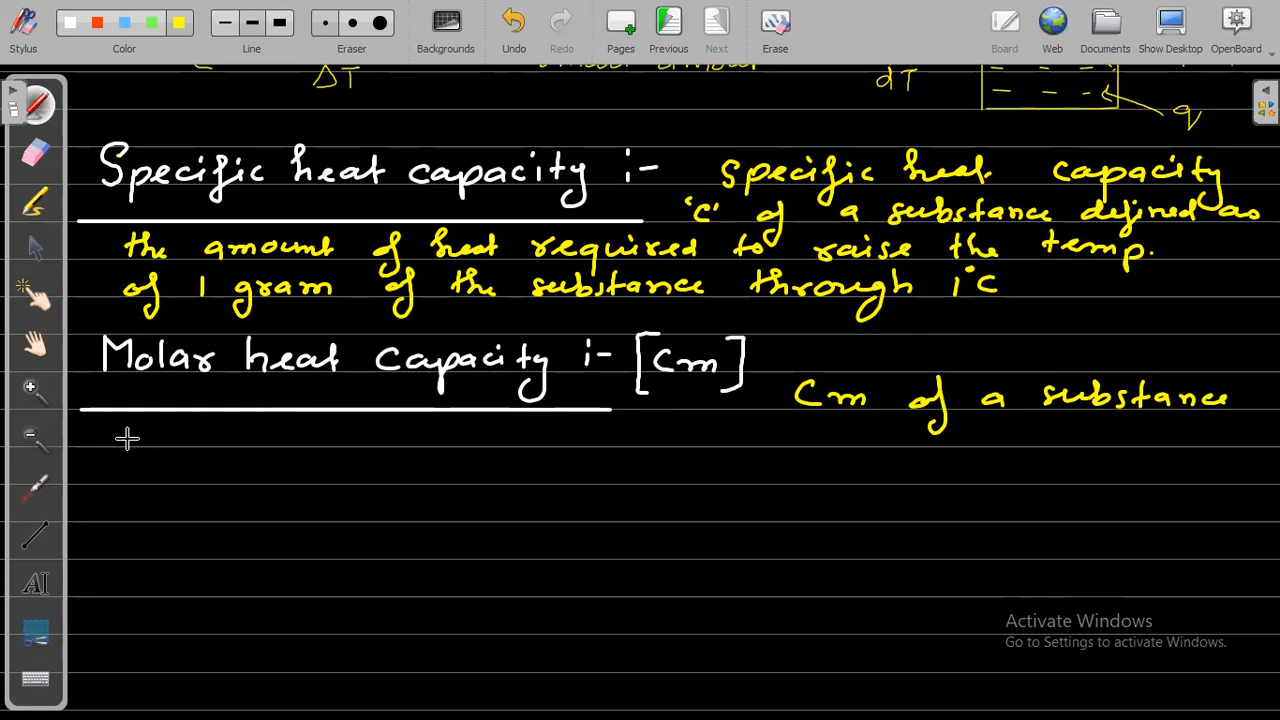 Stylus
Color
Line
Eraser
Backgrounds
Undo
Redo
Pages
Previous
Next
Erase
Board
Web
Documents
Show Desktop
OpenBoard
ΔT
dT
q
Specific heat capacity :- Specific heat capacity
'c' of a substance defined as
the amount of heat required to raise the temp.
of 1 gram of the substance through 1°C
Molar heat capacity :- [Cm]
Cm of a substance
AI
Activate Windows
Go to Settings to activate Windows.